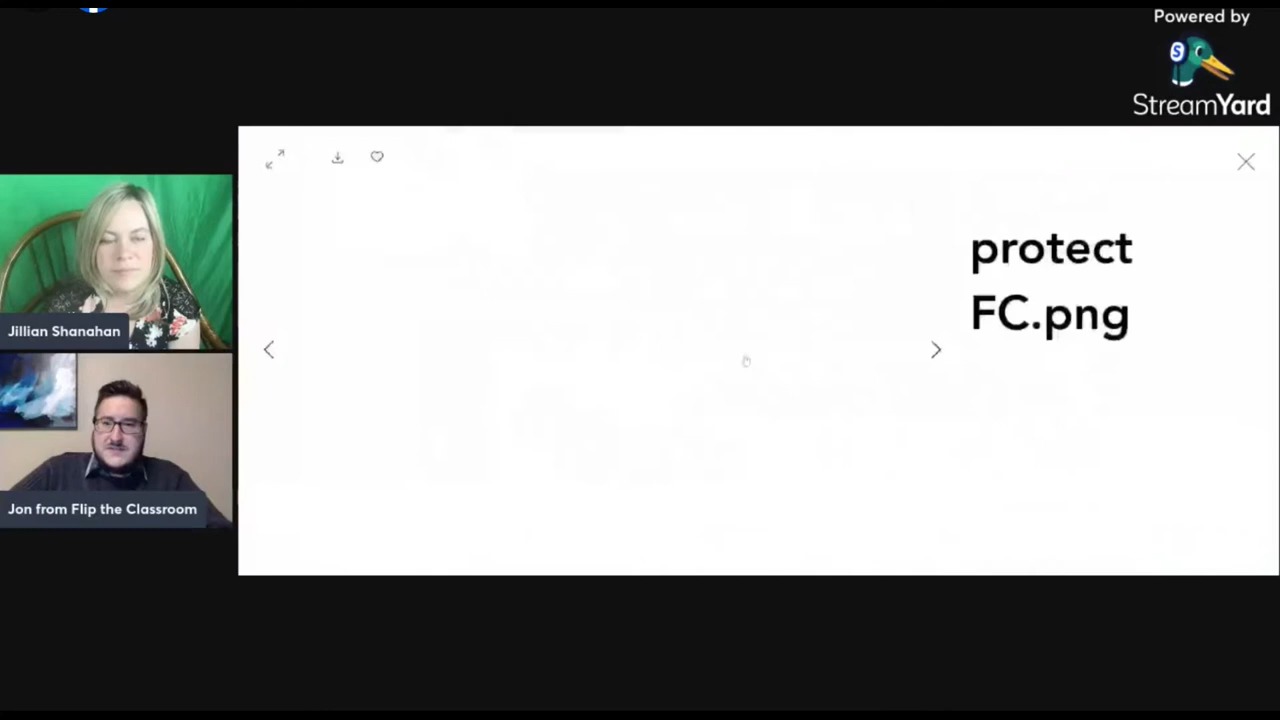 Powered by
S
StreamYard
protect
FC.png
Jillian Shanahan
Jon from Flip the Classroom